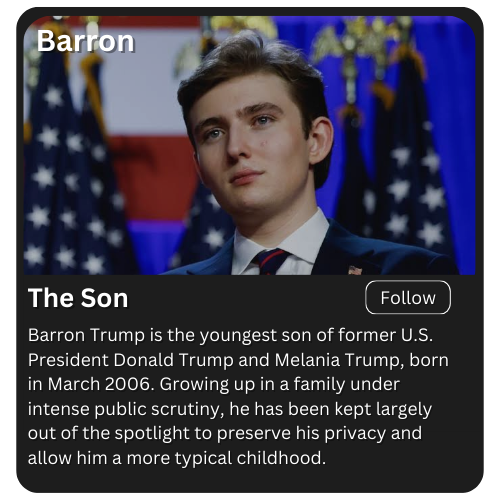 Barron
The Son
Follow
Barron Trump is the youngest son of former U.S.
President Donald Trump and Melania Trump, born
in March 2006. Growing up in a family under
intense public scrutiny, he has been kept largely
out of the spotlight to preserve his privacy and
allow him a more typical childhood.